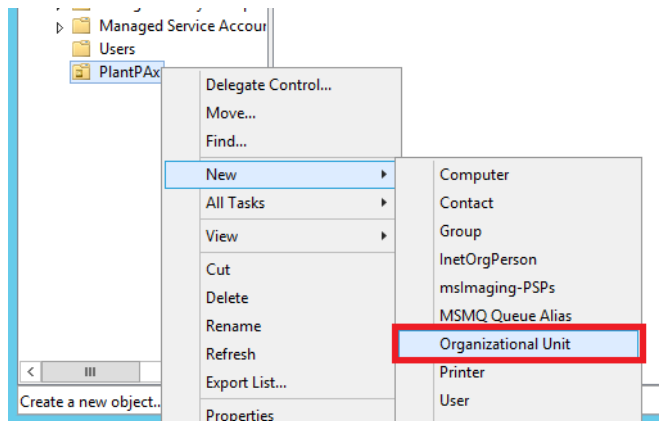 Managed Service Accour
Users
PlantPAx
Delegate Control...
Move...
Find...
New
All Tasks
View
Cut
Delete
Rename
Refresh
Export List...
Properties
Computer
Contact
Group
InetOrgPerson
msImaging-PSPs
MSMQ Queue Alias
Organizational Unit
Printer
User
Create a new object..